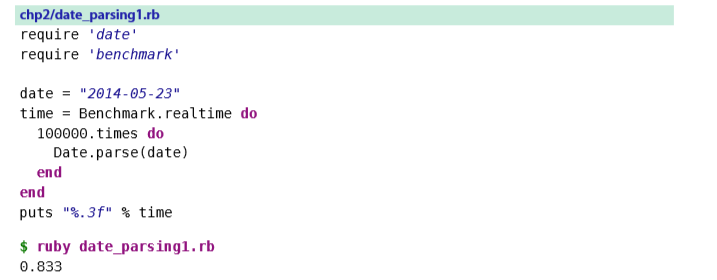 chp2/date_parsing1.rb
require 'date'
require 'benchmark'
date = "2014-05-23"
time = Benchmark.realtime do
100000.times do
Date.parse(date)
end
end
puts "%.3f" % time
$ ruby date_parsing1.rb
0.833